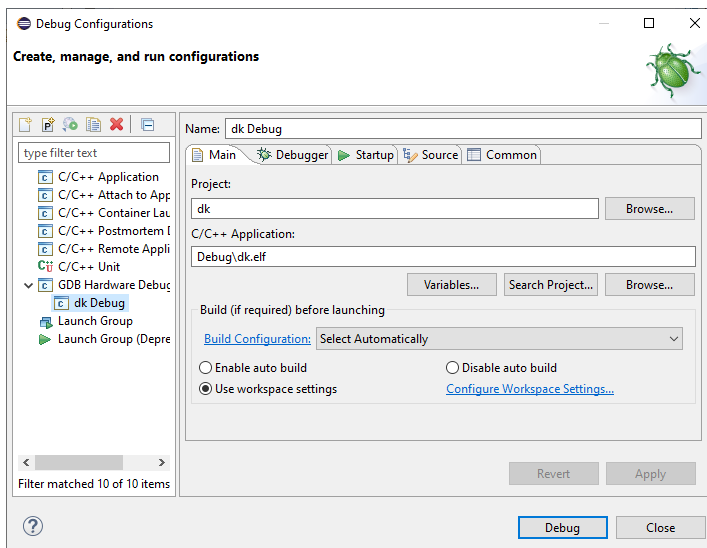 Debug Configurations
Create, manage, and run configurations
Name: dk Debug
type filter text
C/C++ Application
C/C++ Attach to App
C/C++ Container Lau
C/C++ Postmortem D
C/C++ Remote Appli
C/C++ Unit
GDB Hardware Debug
dk Debug
Launch Group
Launch Group (Depre
Filter matched 10 of 10 items
Main Debugger Startup Source Common
Project:
dk Browse...
C/C++ Application:
Debug\dk.elf
Variables... Search Project... Browse...
Build (if required) before launching
Build Configuration: Select Automatically
Enable auto build Disable auto build
Use workspace settings Configure Workspace Settings...
Revert Apply
Debug Close